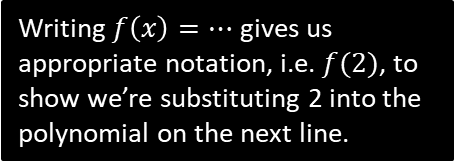 Writing f(x) = ⋯ gives us
appropriate notation, i.e. f(2), to
show we're substituting 2 into the
polynomial on the next line.